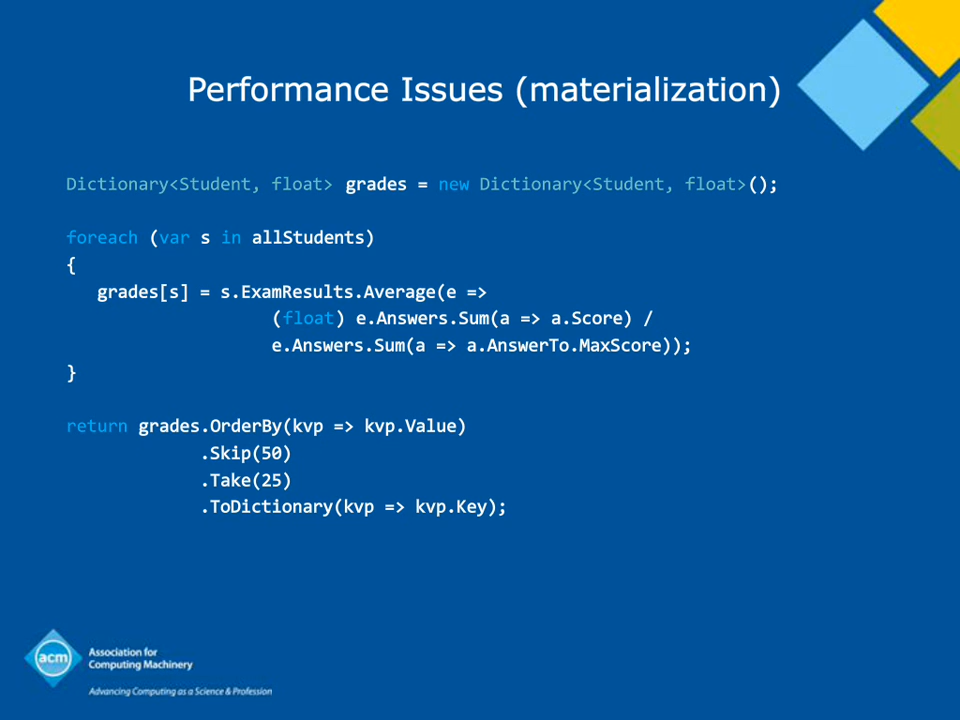 Performance Issues (materialization)
Dictionary<Student, float> grades = new Dictionary<Student, float>();
foreach (var s in allStudents)
{
grades[s] = s.ExamResults.Average(e =>
(float) e.Answers.Sum(a => a.Score) /
e.Answers.Sum(a => a.AnswerTo.MaxScore));
}
return grades.OrderBy(kvp => kvp.Value)
.Skip(50)
.Take(25)
.ToDictionary(kvp => kvp.Key);
acm
Association for
Computing Machinery
Advancing Computing as a Science & Profession